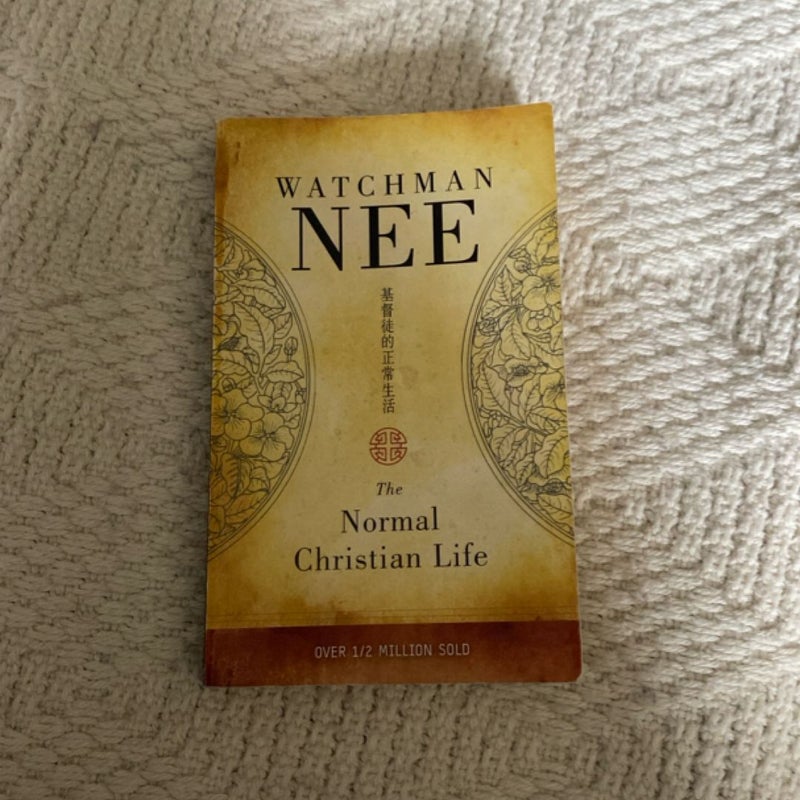 WATCHMAN
NEE
基督徒的正常生活
The
Normal
Christian Life
OVER 1/2 MILLION SOLD